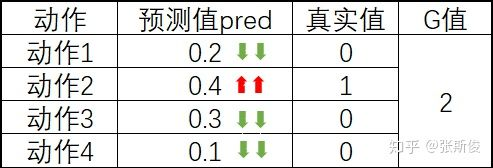 动作 预测值pred 真实值 G值
动作1 0.2 0
动作2 0.4 1
动作3 0.3 0
动作4 0.1 0
2
知乎 @张斯俊